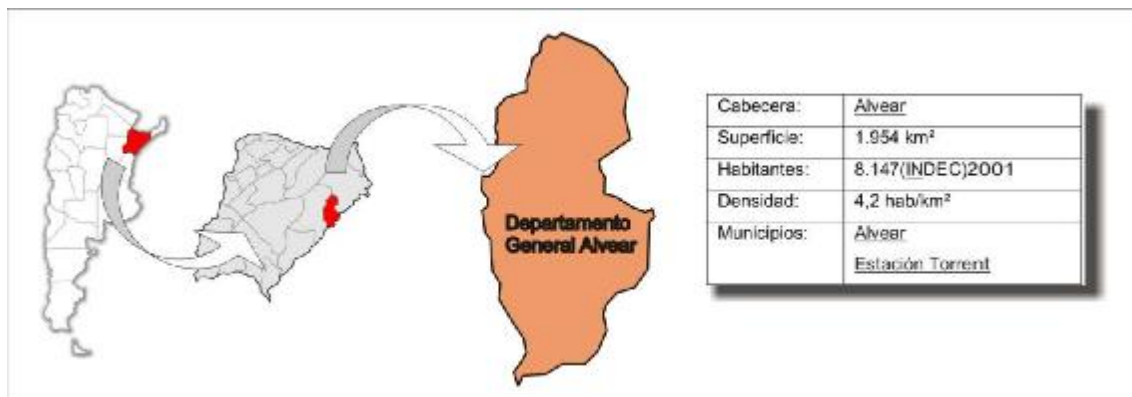 Departamento
General Alvear
Cabecera: Alvear
Superficie: 1.954 km²
Habitantes: 8.147(INDEC)2001
Densidad: 4,2 hab/km²
Municipios: Alvear
Estación Torrent